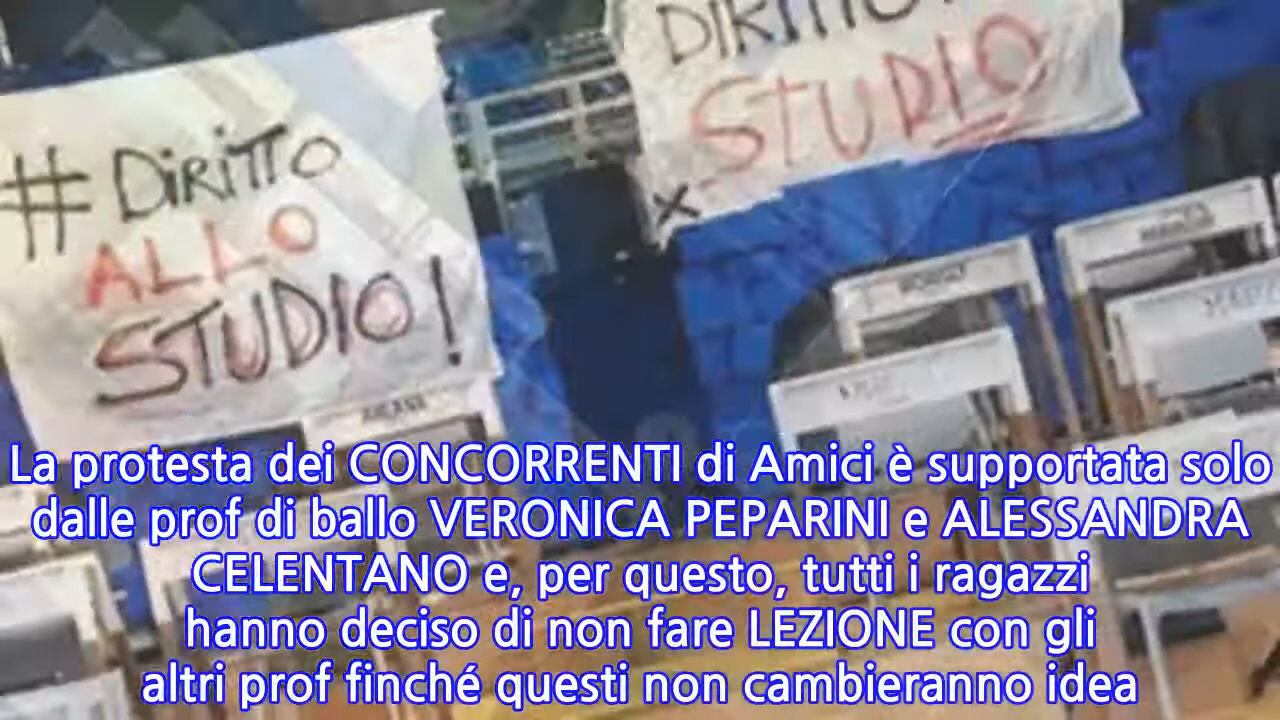 DIRITTO
STUDIO
# DIRITTO
ALLO
STUDIO!
La protesta dei CONCORRENTI di Amici è supportata solo
dalle prof di ballo VERONICA PEPARINI e ALESSANDRA
CELENTANO e, per questo, tutti i ragazzi
hanno deciso di non fare LEZIONE con gli
altri prof finché questi non cambieranno idea